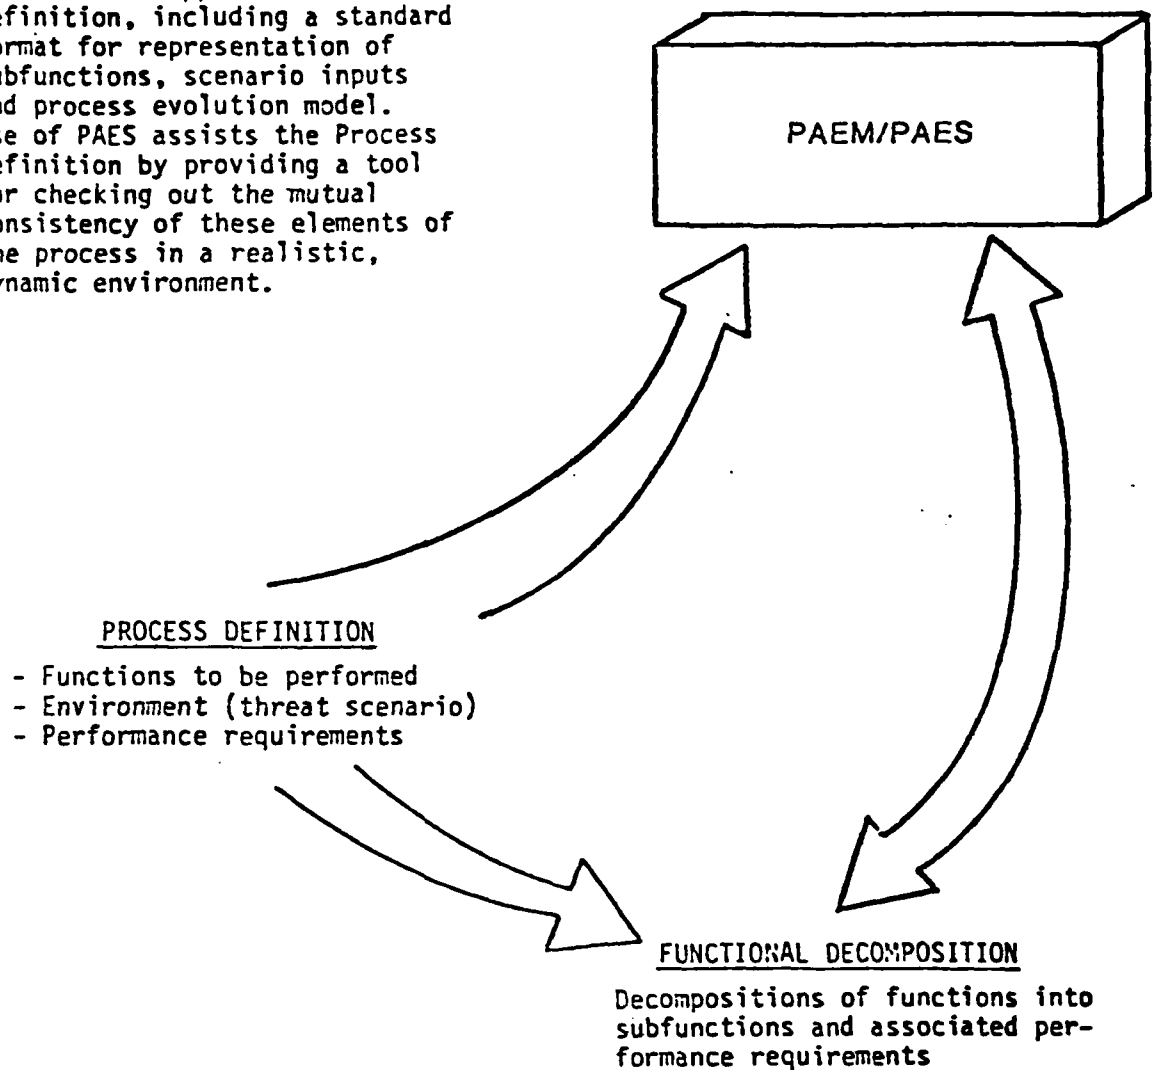 efinition, including a standard
ormat for representation of
ubfunctions, scenario inputs
nd process evolution model.
se of PAES assists the Process
efinition by providing a tool
or checking out the mutual
onsistency of these elements of
he process in a realistic,
ynamic environment.
PAEM/PAES
PROCESS DEFINITION
- Functions to be performed
- Environment (threat scenario)
- Performance requirements
FUNCTIONAL DECOMPOSITION
Decompositions of functions into
subfunctions and associated per-
formance requirements